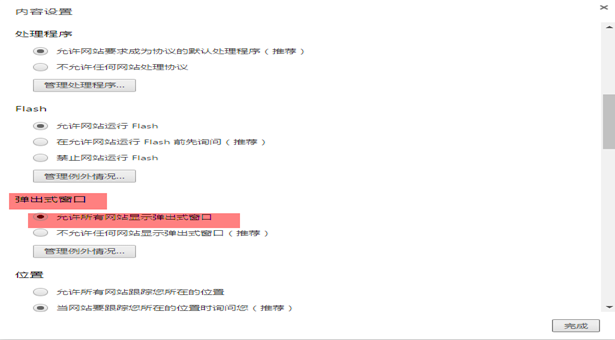 内容设置
处理程序
允许网站要求成为协议的默认处理程序（推荐）
不允许任何网站处理协议
管理处理程序...
Flash
允许网站运行 Flash
在允许网站运行 Flash 前先询问（推荐）
禁止网站运行 Flash
管理例外情况...
弹出式窗口
允许所有网站显示弹出式窗口
不允许任何网站显示弹出式窗口（推荐）
管理例外情况...
位置
允许所有网站跟踪您所在的位置
当网站要跟踪您所在的位置时询问您（推荐）
完成